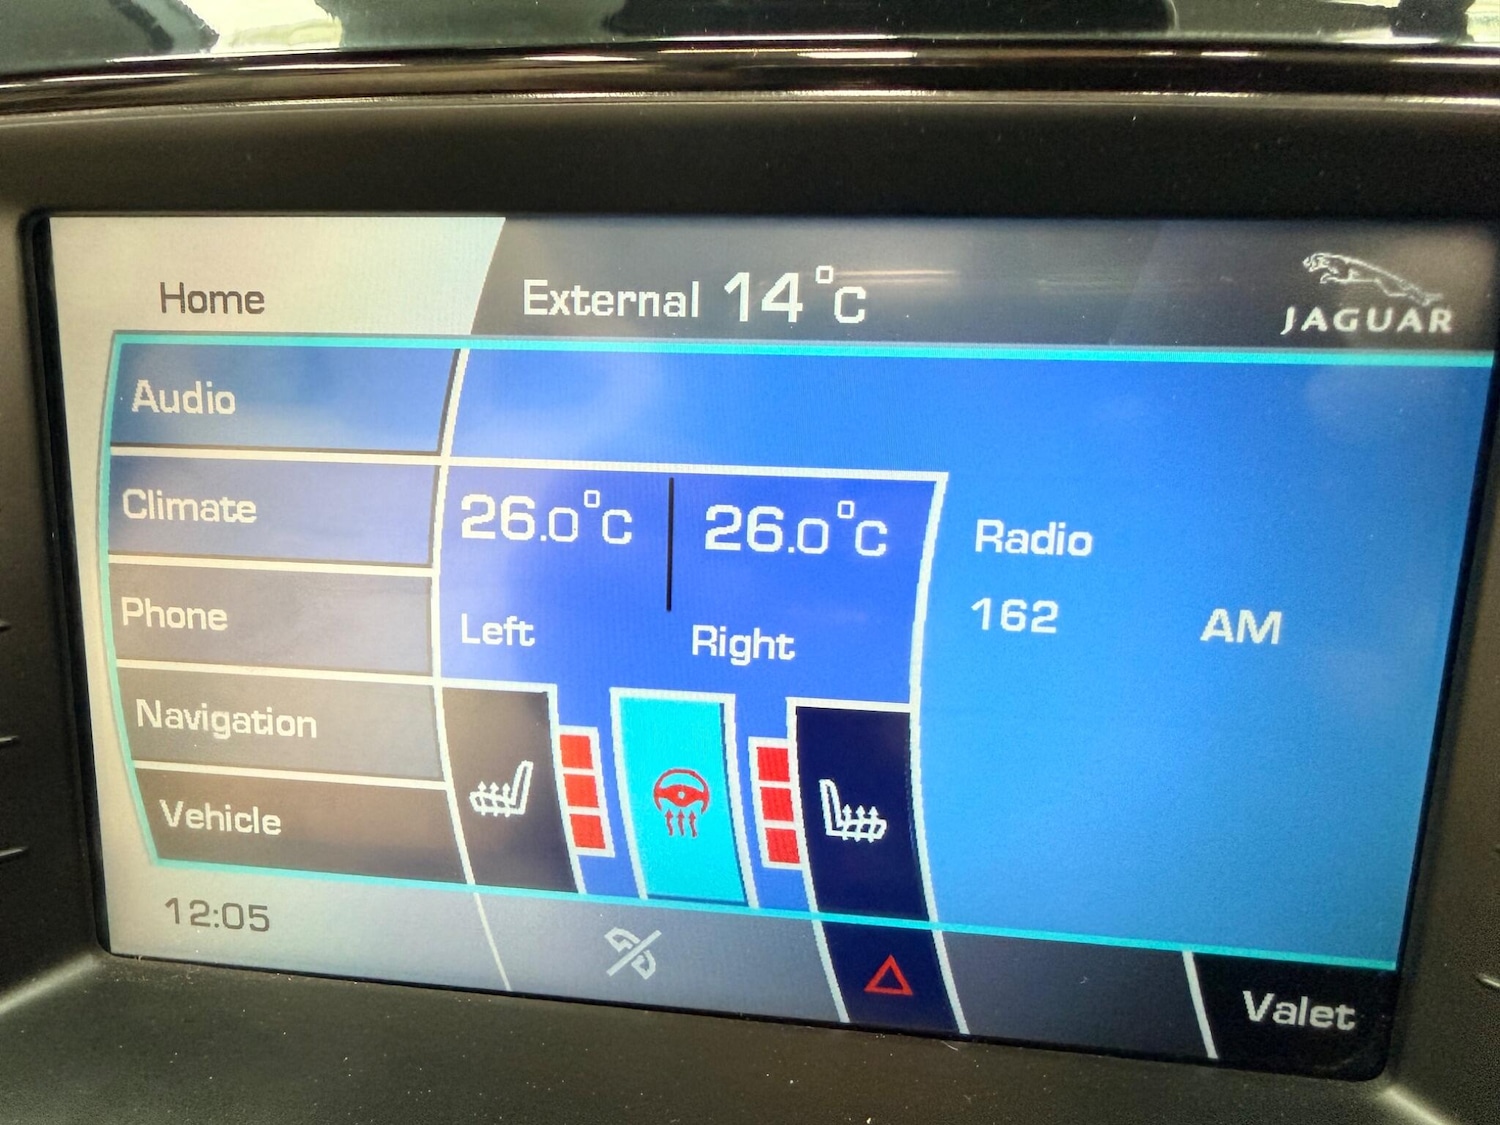 Home
External 14°C
JAGUAR
Audio
Climate
Phone
Navigation
Vehicle
26.0°C
26.0°C
Left
Right
Radio
162 AM
12:05
Valet